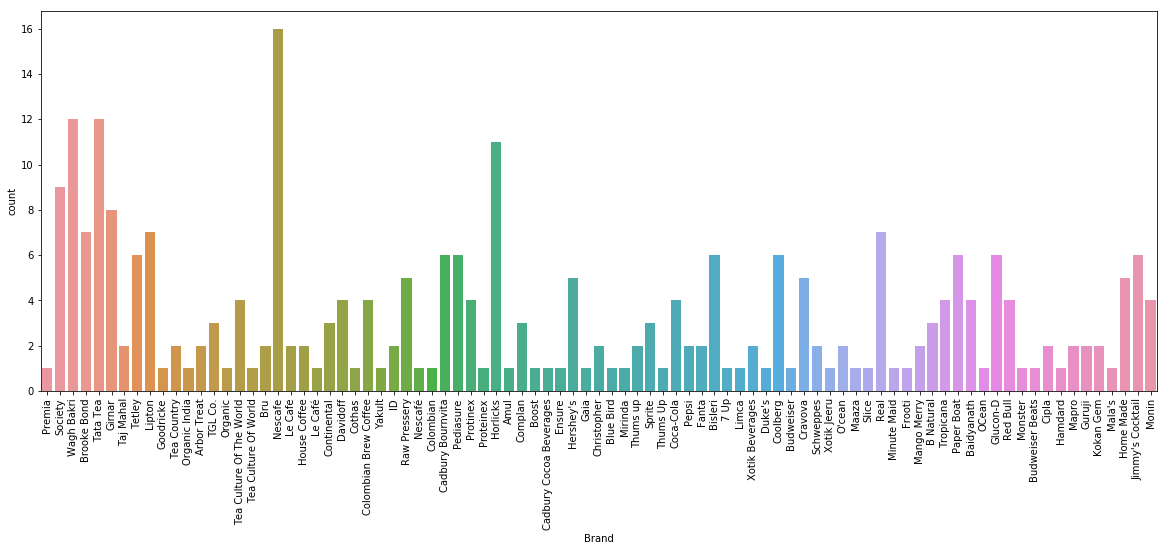 16
14
12
10
8
6
4
2
0
count
Premia
Society
Wagh Bakri
Brooke Bond
Tata Tea
Girnar
Taj Mahal
Tetley
Lipton
Goodricke
Tea Country
Organic India
Arbor Treat
TGL Co.
Organic
Tea Culture Of The World
Tea Culture Of World
Bru
Nescafe
Le Cafe
House Coffee
Le Café
Continental
Davidoff
Cothas
Colombian Brew Coffee
Yakult
ID
Raw Pressery
Nescafé
Colombian
Cadbury Bournvita
Pediasure
Protinex
Proteinex
Horlicks
Amul
Complan
Boost
Cadbury Cocoa Beverages
Ensure
Hershey's
Gaia
Christopher
Blue Bird
Mirinda
Thums up
Sprite
Thums Up
Coca-Cola
Pepsi
Fanta
Bisleri
7 Up
Limca
Xotik Beverages
Duke's
Coolberg
Budweiser
Cravova
Schweppes
Xotik Jeeru
O'cean
Maaza
Slice
Real
Minute Maid
Frooti
Mango Merry
B Natural
Tropicana
Paper Boat
Baidyanath
OCean
Glucon-D
Red Bull
Monster
Budweiser Beats
Cipla
Hamdard
Mapro
Guruji
Kokan Gem
Mala's
Home Made
Jimmy's Cocktail
Monin
Brand